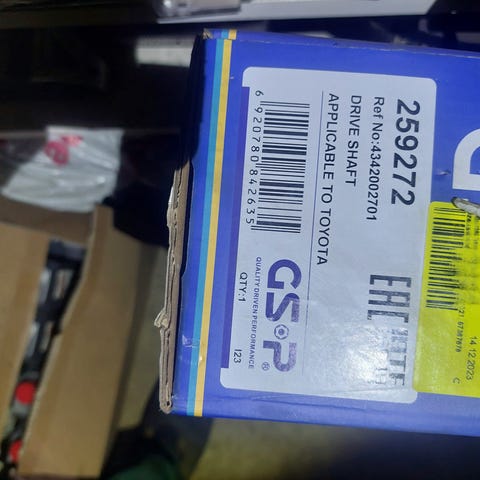 259272
Ref No:4342002701
DRIVE SHAFT
APPLICABLE TO TOYOTA
6 920780 842635
GSP®
QUALITY DRIVEN PERFORMANCE
QTY:1
123
EAC
14.12.2023
C